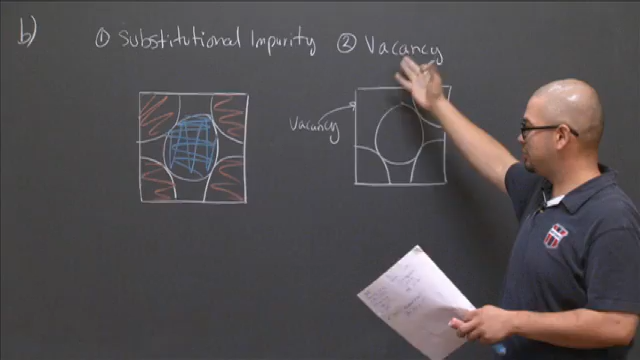 b)
① Substitutional Impurity
② Vacancy
Vacancy